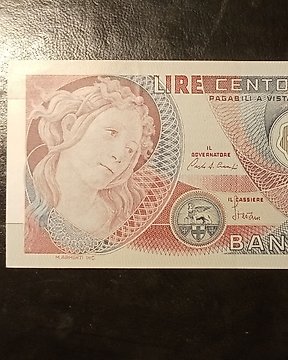 LIRE CENTO
PAGABILI A VISTA
IL
GOVERNATORE
IL CASSIERE
BAN